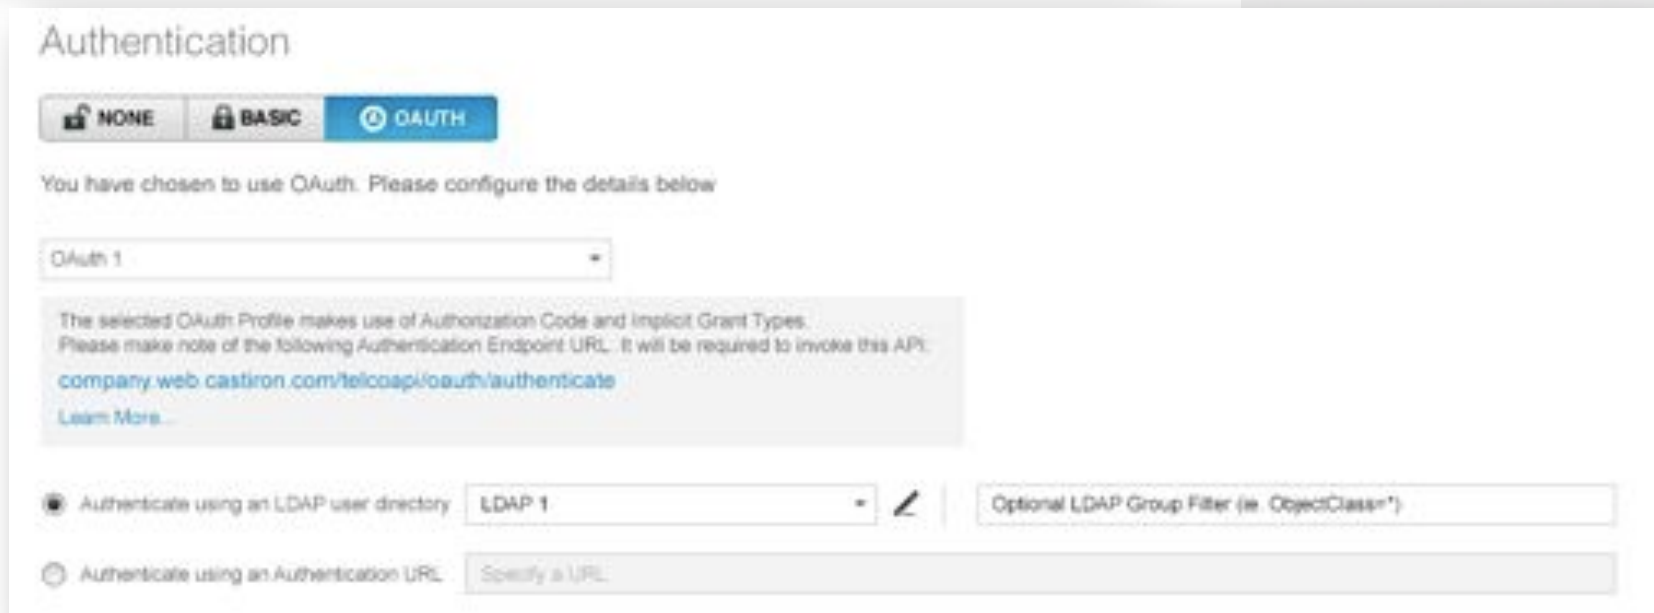 Authentication
NONE BASIC OAUTH
You have chosen to use OAuth. Please configure the details below
OAuth 1
The selected OAuth Profile makes use of Authorization Code and Implicit Grant Types.
Please make note of the following Authentication Endpoint URL. It will be required to invoke this API:
company.web.castiron.com/telcoapi/oauth/authenticate
Learn More...
Authenticate using an LDAP user directory LDAP 1 Optional LDAP Group Filter (ie. ObjectClass=*)
Authenticate using an Authentication URL Specify a URL